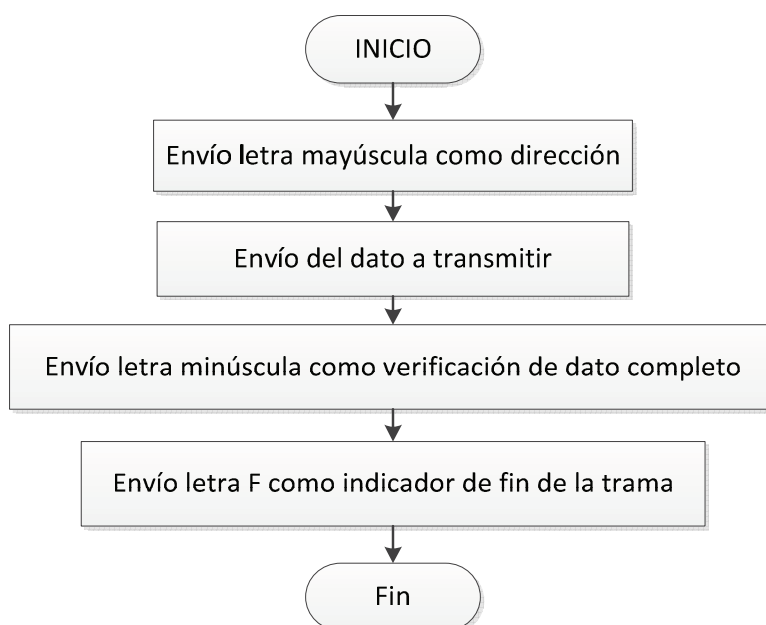 INICIO
Envío letra mayúscula como dirección
Envío del dato a transmitir
Envío letra minúscula como verificación de dato completo
Envío letra F como indicador de fin de la trama
Fin